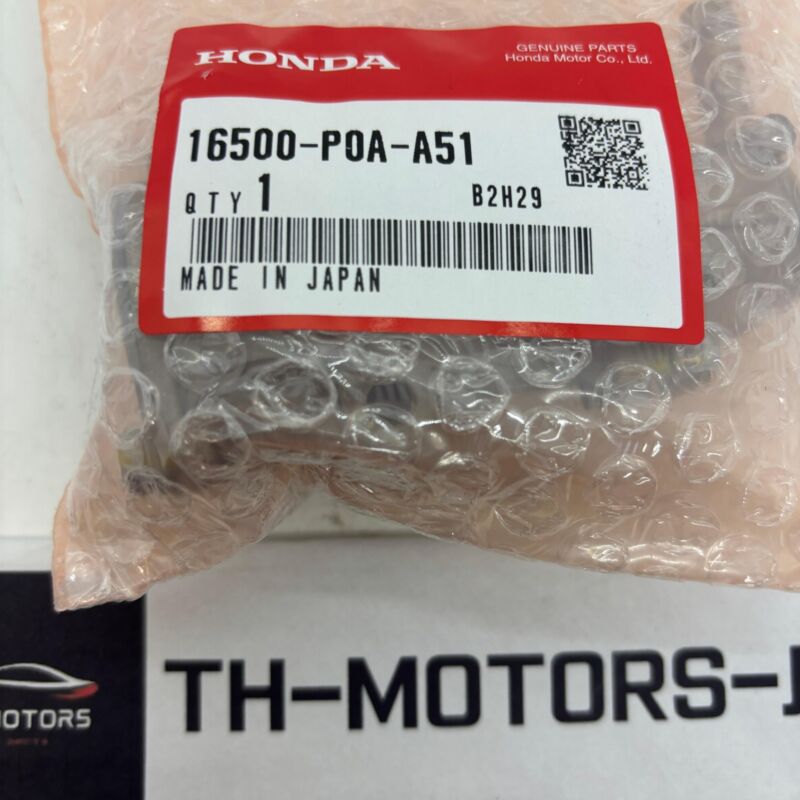 HONDA
GENUINE PARTS
Honda Motor Co., Ltd.
16500-P0A-A51
QTY 1
B2H29
MADE IN JAPAN
MOTORS
TH-MOTORS-J